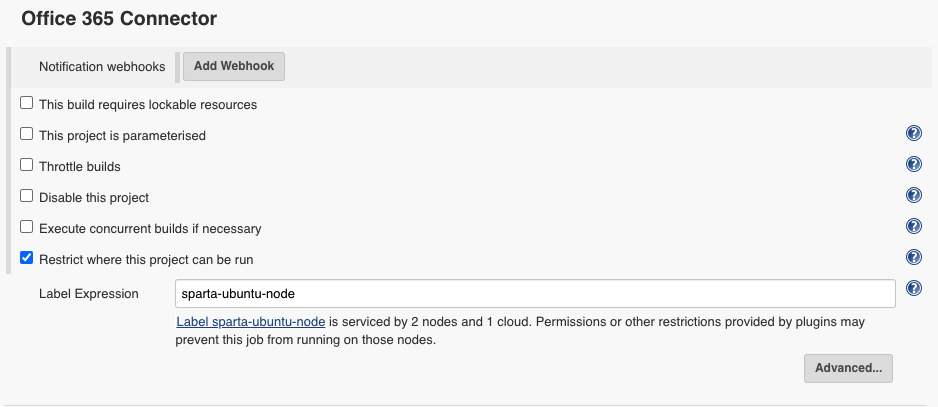 Office 365 Connector
Notification webhooks Add Webhook
This build requires lockable resources
This project is parameterised
Throttle builds
Disable this project
Execute concurrent builds if necessary
Restrict where this project can be run
Label Expression sparta-ubuntu-node
Label sparta-ubuntu-node is serviced by 2 nodes and 1 cloud. Permissions or other restrictions provided by plugins may
prevent this job from running on those nodes.
Advanced...